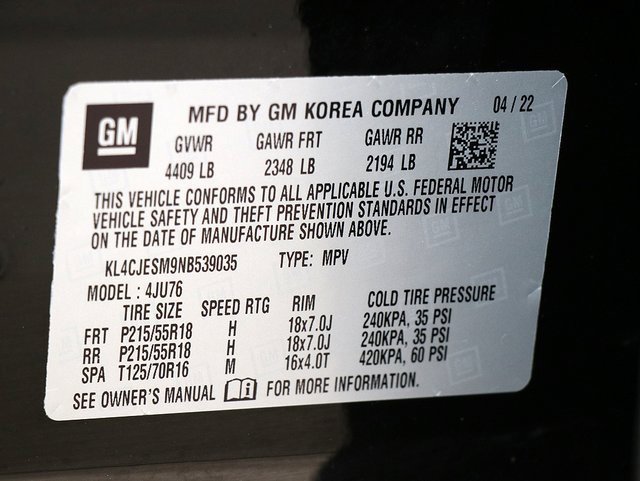 GM
MFD BY GM KOREA COMPANY 04 / 22
GVWR GAWR FRT GAWR RR
4409 LB 2348 LB 2194 LB
THIS VEHICLE CONFORMS TO ALL APPLICABLE U.S. FEDERAL MOTOR
VEHICLE SAFETY AND THEFT PREVENTION STANDARDS IN EFFECT
ON THE DATE OF MANUFACTURE SHOWN ABOVE.
KL4CJESM9NB539035 TYPE: MPV
MODEL : 4JU76
TIRE SIZE SPEED RTG RIM COLD TIRE PRESSURE
FRT P215/55R18 H 18x7.0J 240KPA, 35 PSI
RR P215/55R18 H 18x7.0J 240KPA, 35 PSI
SPA T125/70R16 M 16x4.0T 420KPA, 60 PSI
SEE OWNER'S MANUAL FOR MORE INFORMATION.